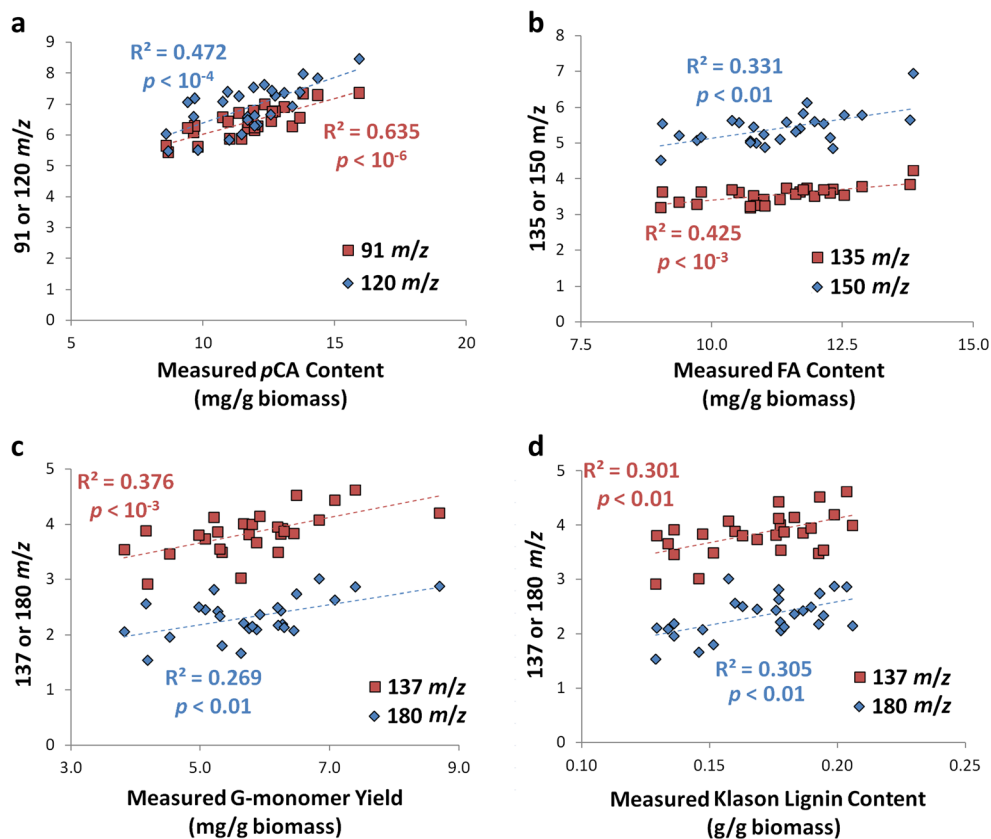 a
R² = 0.472
p < 10⁻⁴
R² = 0.635
p < 10⁻⁶
91 m/z
120 m/z
91 or 120 m/z
9
8
7
6
5
4
3
2
1
0
5 10 15 20
Measured pCA Content
(mg/g biomass)
b
R² = 0.331
p < 0.01
R² = 0.425
p < 10⁻³
135 m/z
150 m/z
135 or 150 m/z
8
7
6
5
4
3
2
1
0
7.5 10.0 12.5 15.0
Measured FA Content
(mg/g biomass)
c
R² = 0.376
p < 10⁻³
R² = 0.269
p < 0.01
137 m/z
180 m/z
137 or 180 m/z
5
4
3
2
1
0
3.0 5.0 7.0 9.0
Measured G-monomer Yield
(mg/g biomass)
d
R² = 0.301
p < 0.01
R² = 0.305
p < 0.01
137 m/z
180 m/z
137 or 180 m/z
5
4
3
2
1
0
0.10 0.15 0.20 0.25
Measured Klason Lignin Content
(g/g biomass)